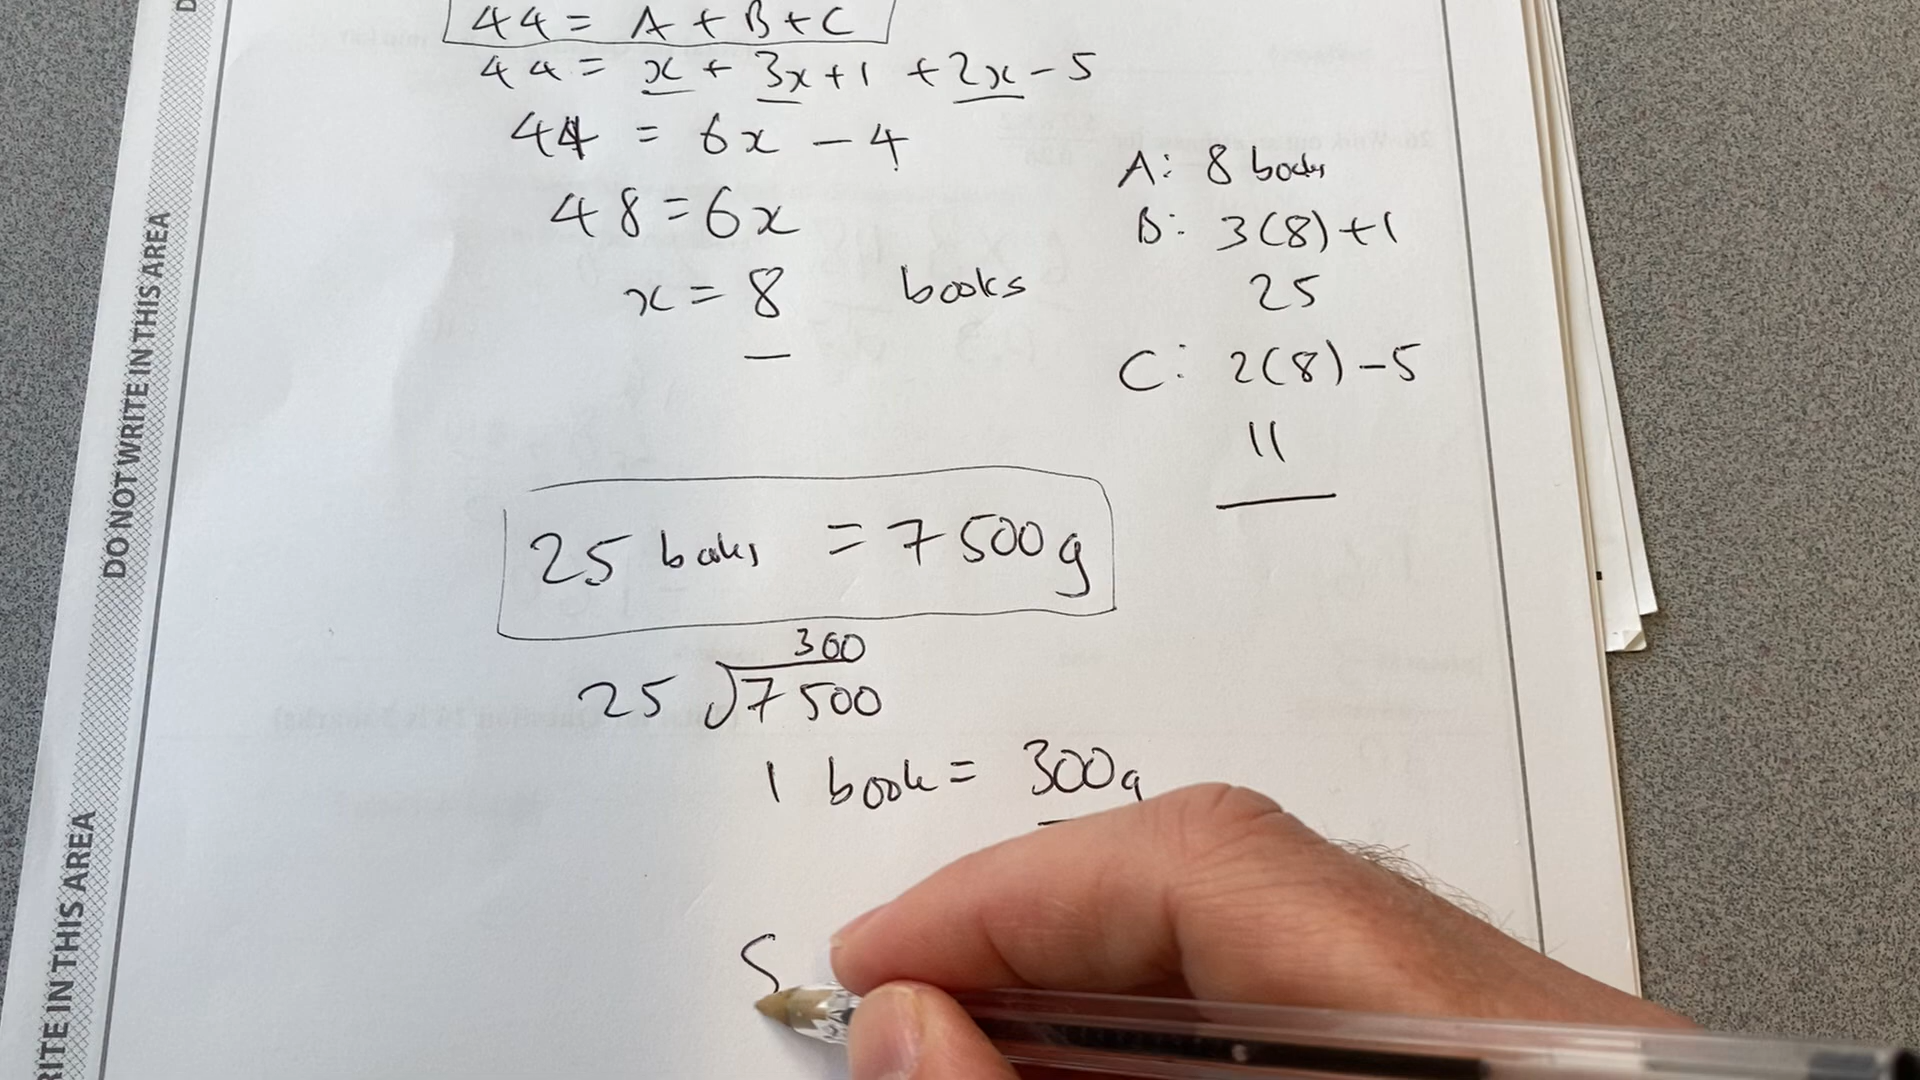 44 = A + B + C
44 = x + 3x + 1 + 2x - 5
44 = 6x - 4
48 = 6x
x = 8 books
A: 8 books
B: 3(8)+1
25
C: 2(8)-5
11
25 books = 7500g
300
25 7500
1 book = 300g
S
DO NOT WRITE IN THIS AREA
RITE IN THIS AREA
D